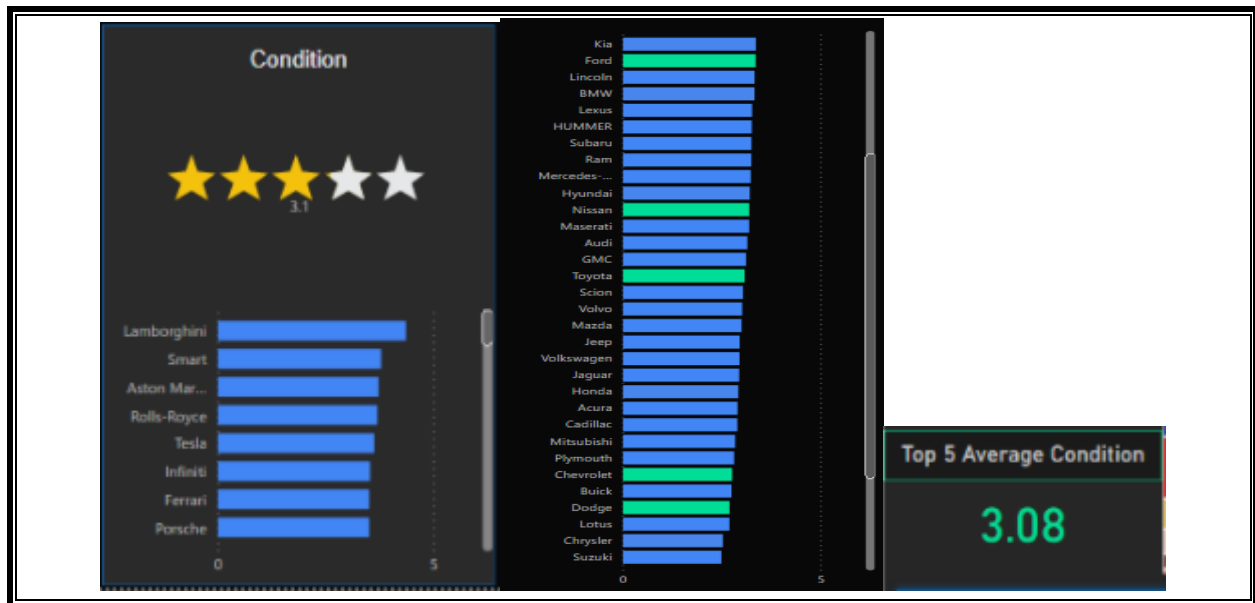 Condition
3.1
Lamborghini
Smart
Aston Mar...
Rolls-Royce
Tesla
Infiniti
Ferrari
Porsche
0 5
Kia
Ford
Lincoln
BMW
Lexus
HUMMER
Subaru
Ram
Mercedes-...
Hyundai
Nissan
Maserati
Audi
GMC
Toyota
Scion
Volvo
Mazda
Jeep
Volkswagen
Jaguar
Honda
Acura
Cadillac
Mitsubishi
Plymouth
Chevrolet
Buick
Dodge
Lotus
Chrysler
Suzuki
0 5
Top 5 Average Condition
3.08